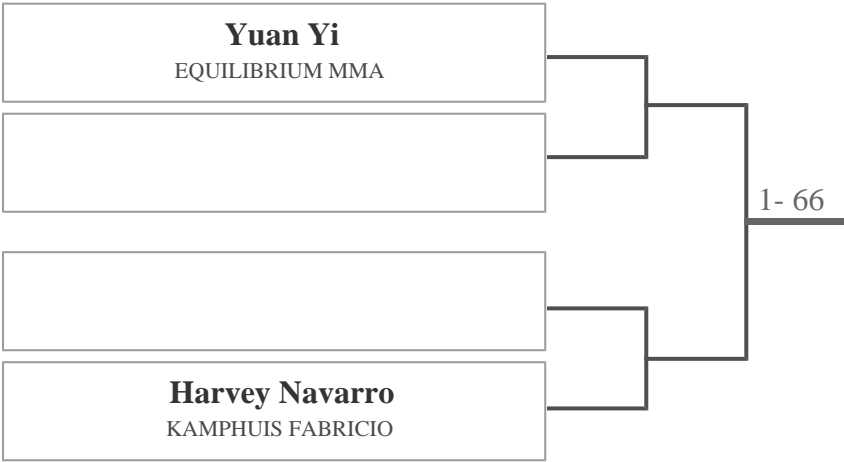 Yuan Yi
EQUILIBRIUM MMA
1- 66
Harvey Navarro
KAMPHUIS FABRICIO